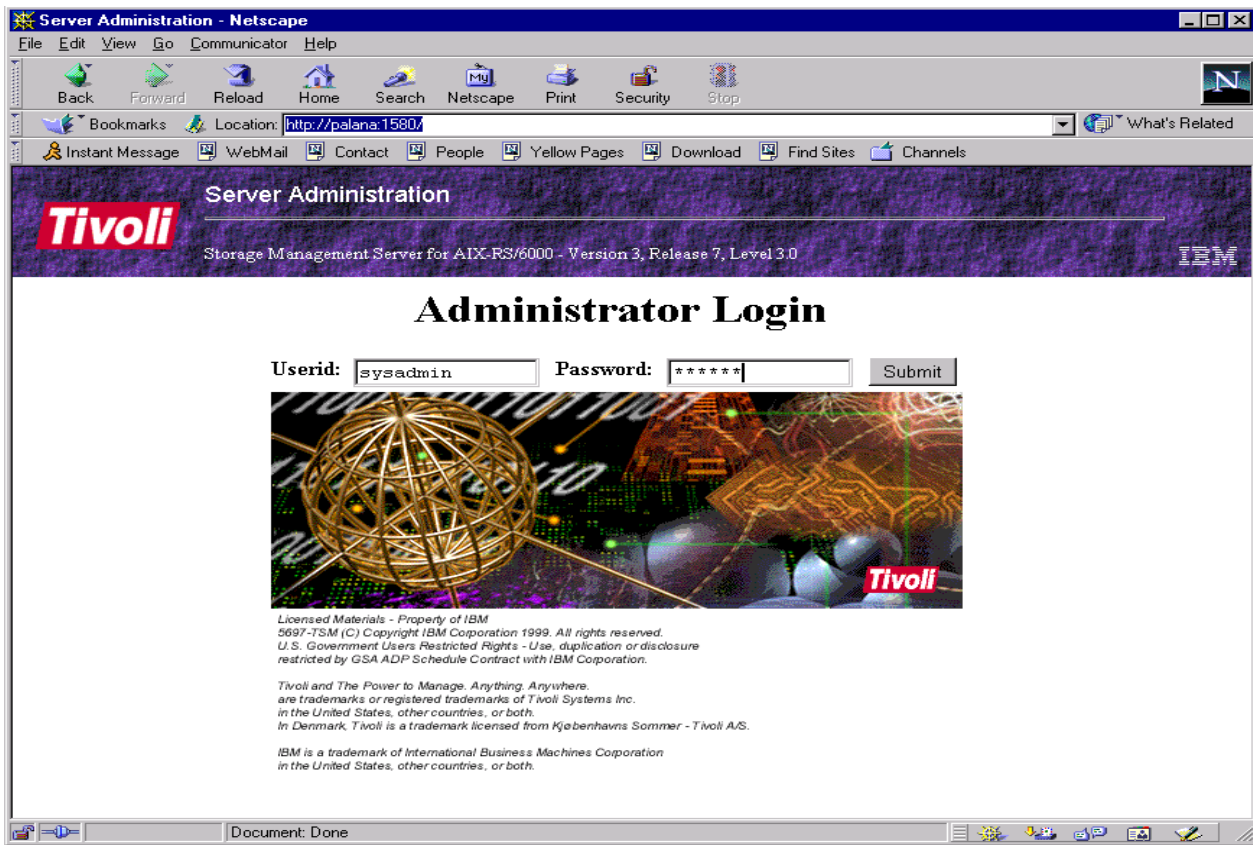 Server Administration - Netscape
File Edit View Go Communicator Help
Back Forward Reload Home Search Netscape Print Security Stop
My
N
Bookmarks Location: http://palana:1580/ What's Related
Instant Message WebMail Contact People Yellow Pages Download Find Sites Channels
Server Administration
Tivoli
Storage Management Server for AIX-RS/6000 - Version 3, Release 7, Level 3.0
IBM
Administrator Login
Userid: sysadmin Password: ****** Submit
Tivoli
Licensed Materials - Property of IBM
5697-TSM (C) Copyright IBM Corporation 1999. All rights reserved.
U.S. Government Users Restricted Rights - Use, duplication or disclosure
restricted by GSA ADP Schedule Contract with IBM Corporation.
Tivoli and The Power to Manage. Anything. Anywhere.
are trademarks or registered trademarks of Tivoli Systems Inc.
in the United States, other countries, or both.
In Denmark, Tivoli is a trademark licensed from Kjøbenhavns Sommer - Tivoli A/S.
IBM is a trademark of International Business Machines Corporation
in the United States, other countries, or both.
Document: Done